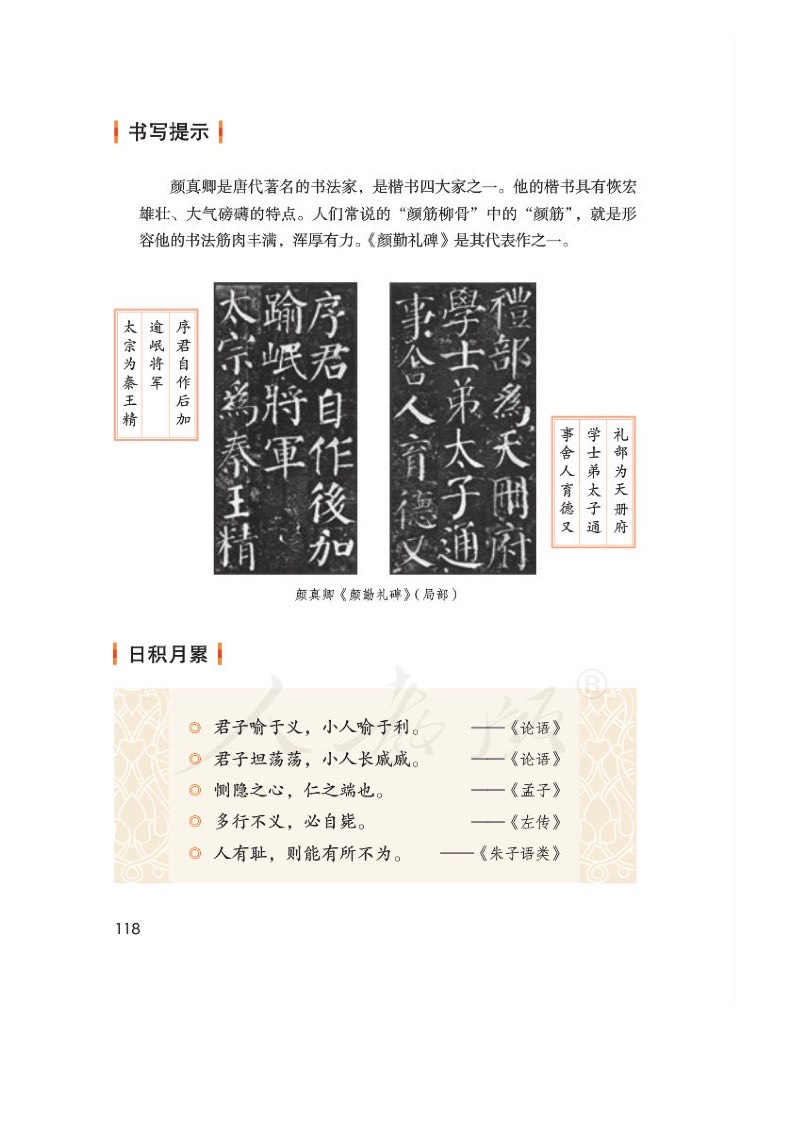 书写提示
颜真卿是唐代著名的书法家，是楷书四大家之一。他的楷书具有恢宏
雄壮、大气磅礴的特点。人们常说的“颜筋柳骨”中的“颜筋”，就是形
容他的书法筋肉丰满，浑厚有力。《颜勤礼碑》是其代表作之一。
序君自作后加
逾岷将军
太宗为秦王精
序君自作後加
踰岷將軍
太宗爲秦王精
禮部爲天冊府
學士弟太子通
事舍人育德又
礼部为天册府
学士弟太子通
事舍人育德又
颜真卿《颜勤礼碑》（局部）
日积月累
人教版®
◎ 君子喻于义，小人喻于利。 ——《论语》
◎ 君子坦荡荡，小人长戚戚。 ——《论语》
◎ 恻隐之心，仁之端也。 ——《孟子》
◎ 多行不义，必自毙。 ——《左传》
◎ 人有耻，则能有所不为。 ——《朱子语类》
118